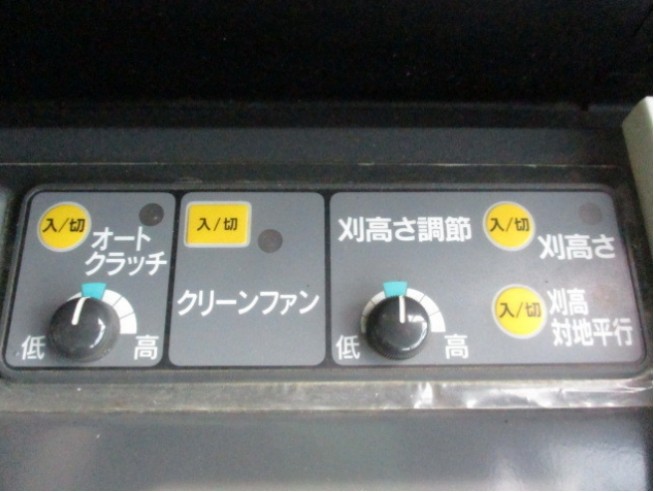 入/切
オート
クラッチ
低
高
入/切
クリーンファン
刈高さ調節
低
高
入/切
刈高さ
入/切
刈高
対地平行